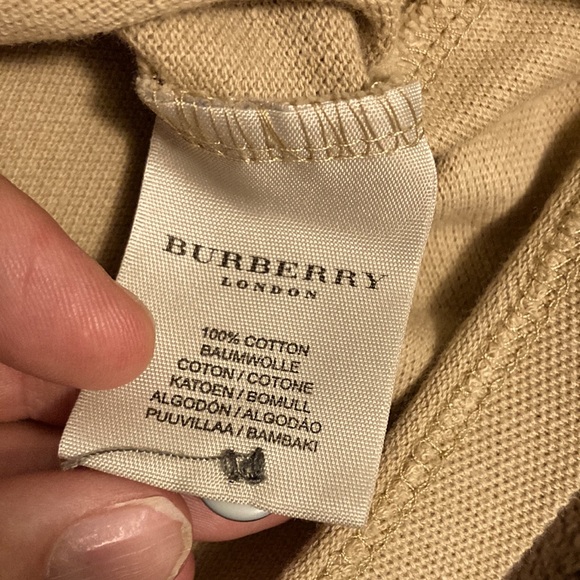 BURBERRY
LONDON
100% COTTON
BAUMWOLLE
COTON / COTONE
KATOEN / BOMULL
ALGODÓN / ALGODÃO
PUUVILLAA / BAMBAKI